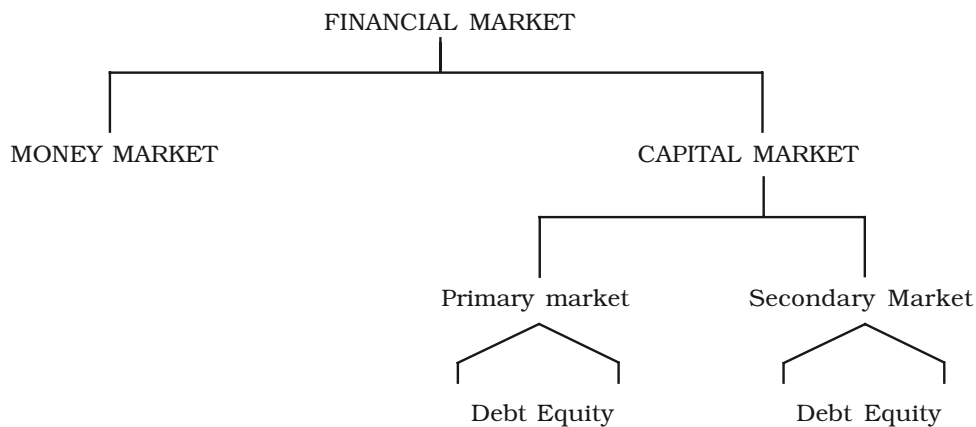 FINANCIAL MARKET
MONEY MARKET
CAPITAL MARKET
Primary market
Secondary Market
Debt Equity
Debt Equity